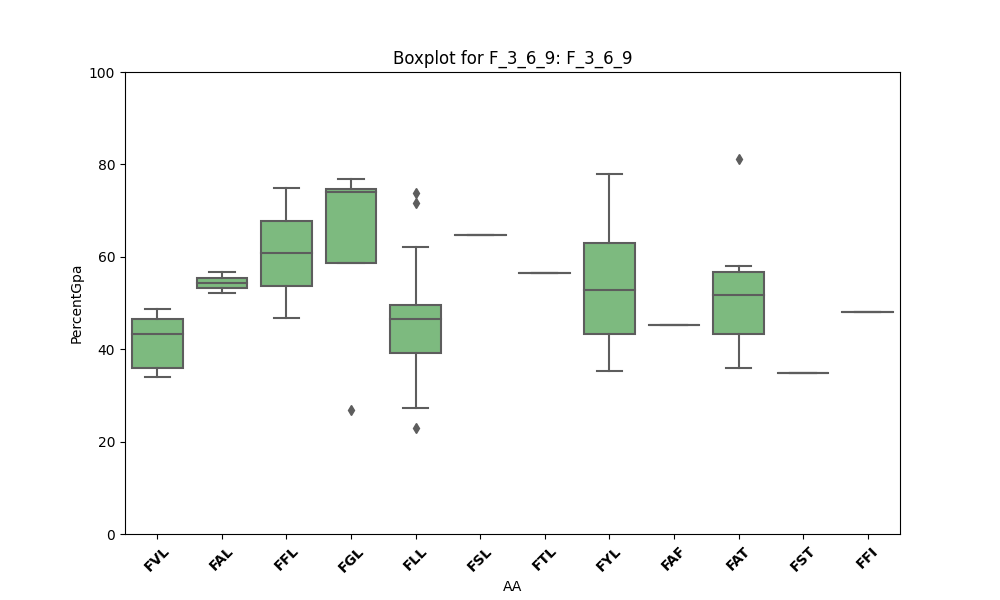 Boxplot for F_3_6_9: F_3_6_9
100
80
60
40
20
0
PercentGpa
FVL
FAL
FFL
FGL
FLL
FSL
FTL
FYL
FAF
FAT
FST
FFI
AA